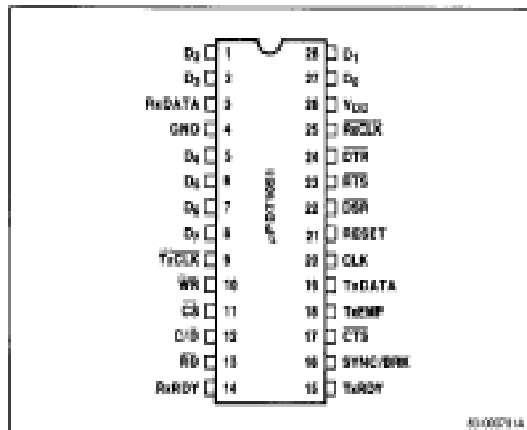 D2 1 28 D1
D3 2 27 D0
RxDATA 3 26 VDD
GND 4 25 RxCLK
D4 5 24 DTR
D5 6 23 RTS
D6 7 22 DSR
D7 8 21 RESET
TxCLK 9 20 CLK
WR 10 19 TxDATA
CS 11 18 TxEMP
C/D 12 17 CTS
RD 13 16 SYNC/BRK
RxRDY 14 15 TxRDY